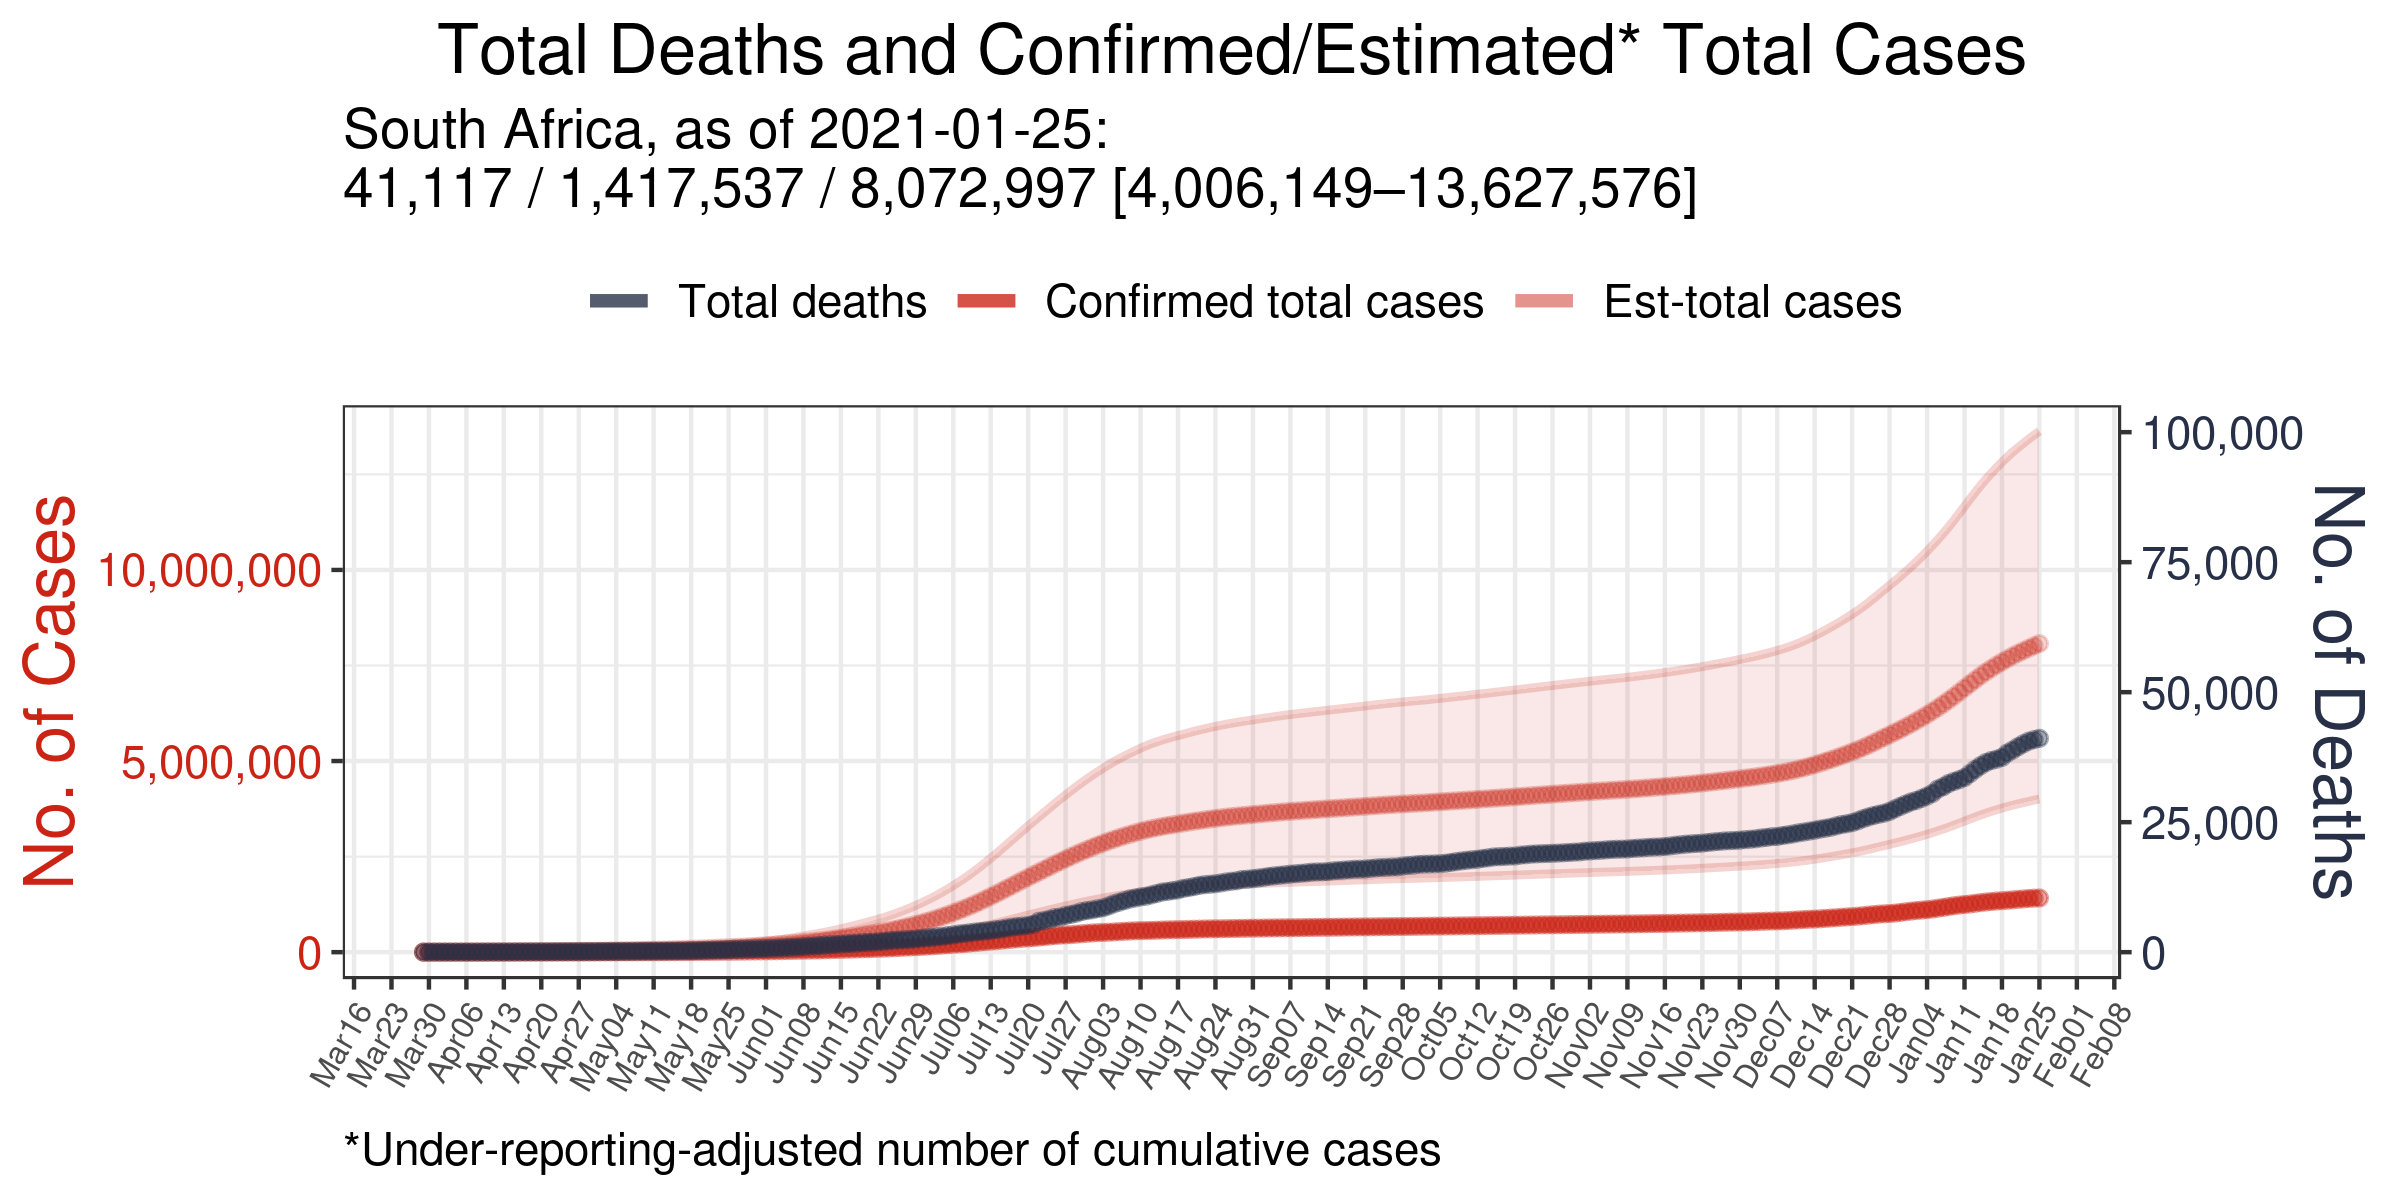 Total Deaths and Confirmed/Estimated* Total Cases
South Africa, as of 2021-01-25:
41,117 / 1,417,537 / 8,072,997 [4,006,149–13,627,576]
Total deaths
Confirmed total cases
Est-total cases
No. of Cases
10,000,000
5,000,000
0
100,000
75,000
50,000
25,000
0
No. of Deaths
Mar16
Mar23
Mar30
Apr06
Apr13
Apr20
Apr27
May04
May11
May18
May25
Jun01
Jun08
Jun15
Jun22
Jun29
Jul06
Jul13
Jul20
Jul27
Aug03
Aug10
Aug17
Aug24
Aug31
Sep07
Sep14
Sep21
Sep28
Oct05
Oct12
Oct19
Oct26
Nov02
Nov09
Nov16
Nov23
Nov30
Dec07
Dec14
Dec21
Dec28
Jan04
Jan11
Jan18
Jan25
Feb01
Feb08
*Under-reporting-adjusted number of cumulative cases